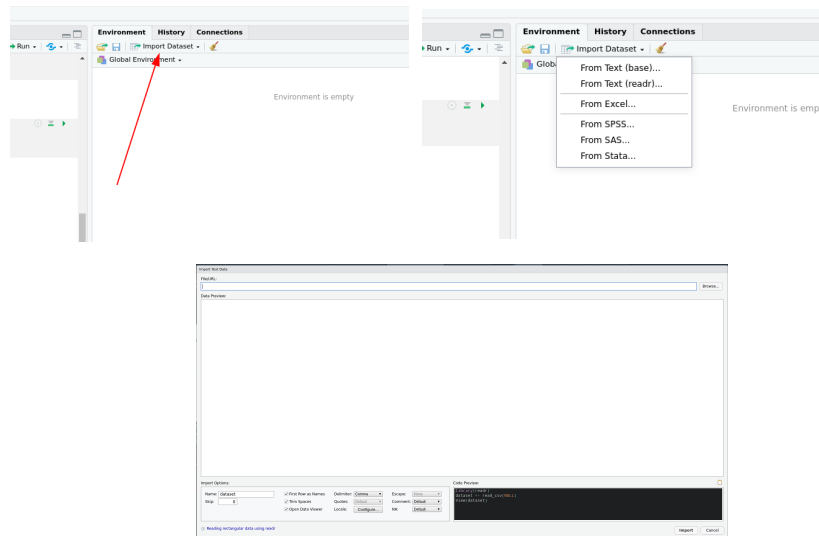 Environment History Connections
Run Import Dataset
Global Environment
Environment is empty
Environment History Connections
Run Import Dataset
From Text (base)...
From Text (readr)...
From Excel...
From SPSS...
From SAS...
From Stata...
Environment is emp
Import Text Data
File/URL:
Browse...
Data Preview:
Import Options:
Code Preview:
Name: dataset First Row as Names Delimiter: Comma Escape: None
Skip: 0 Trim Spaces Quotes: Default Comment: Default
Open Data Viewer Locale: Configure... NA: Default
library(readr)
dataset <- read_csv(NULL)
View(dataset)
Reading rectangular data using readr
Import Cancel